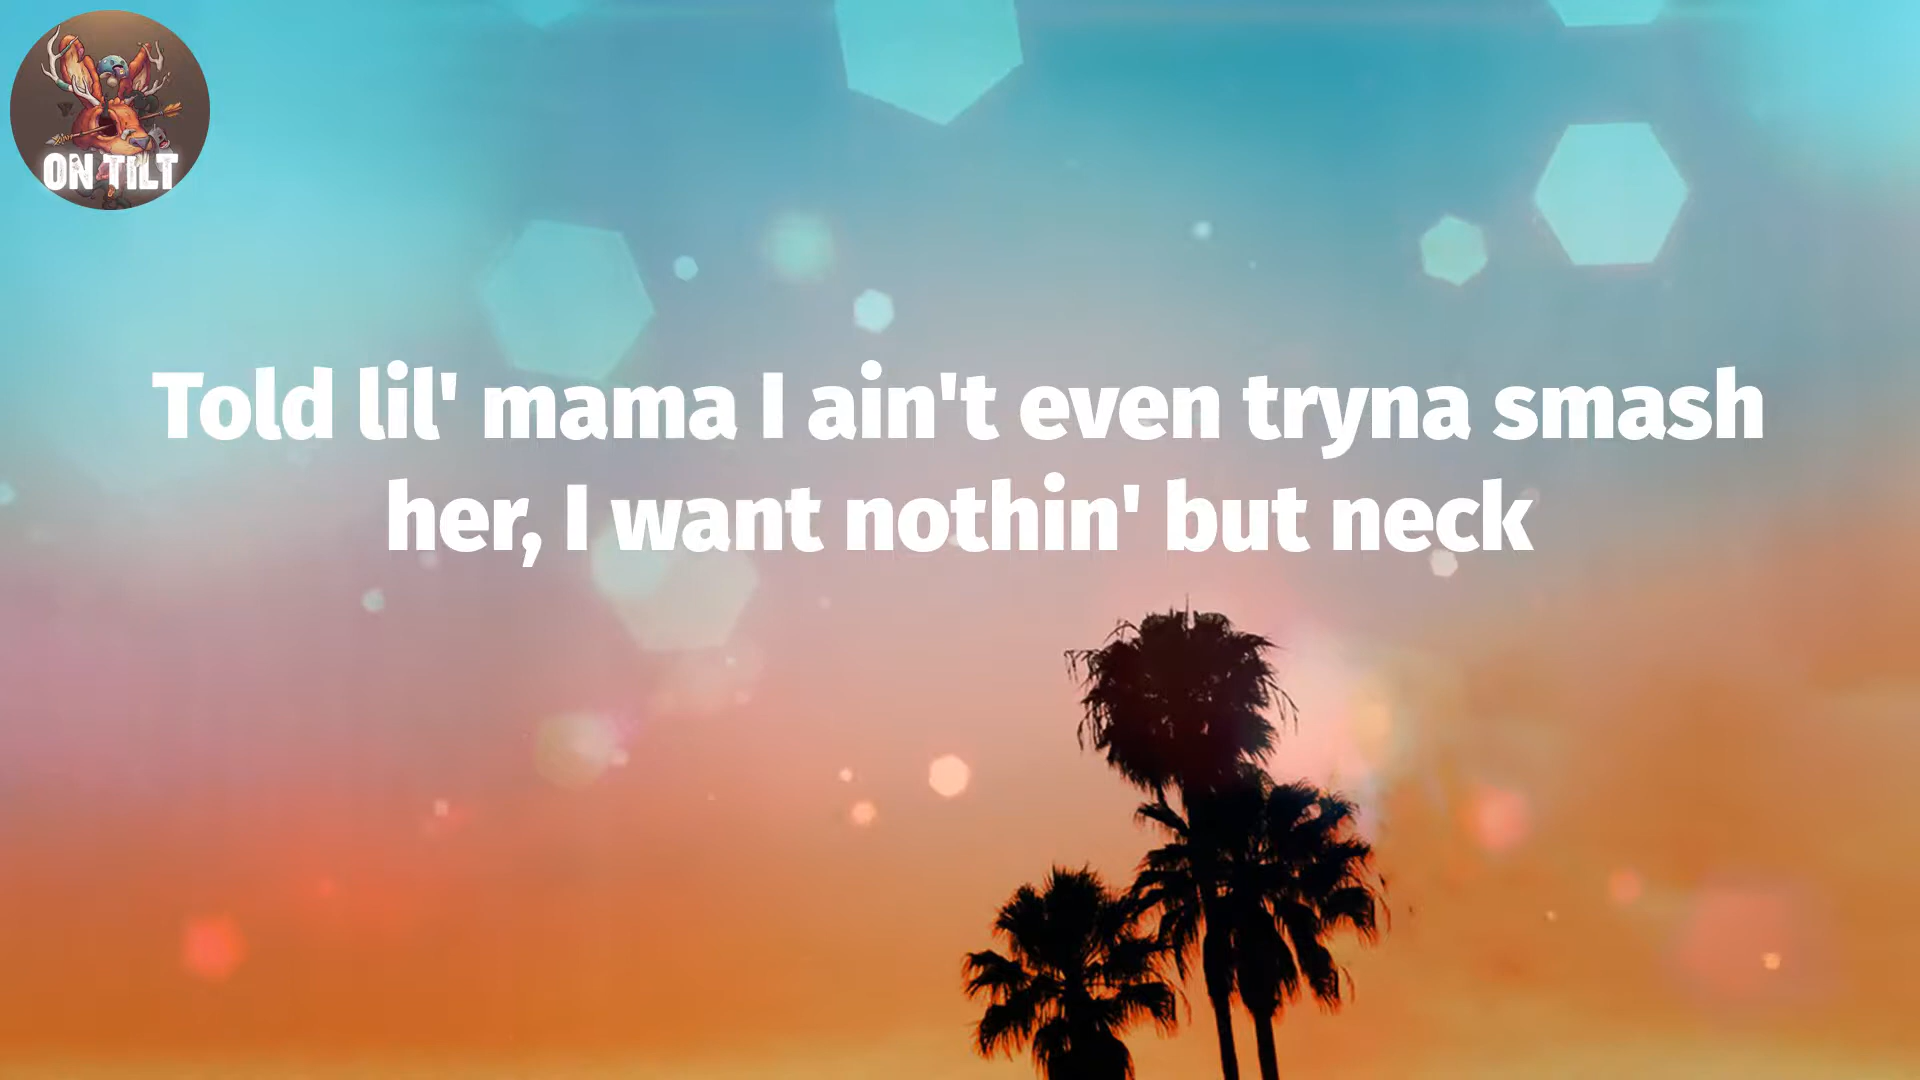 ON TILT
Told lil' mama I ain't even tryna smash
her, I want nothin' but neck